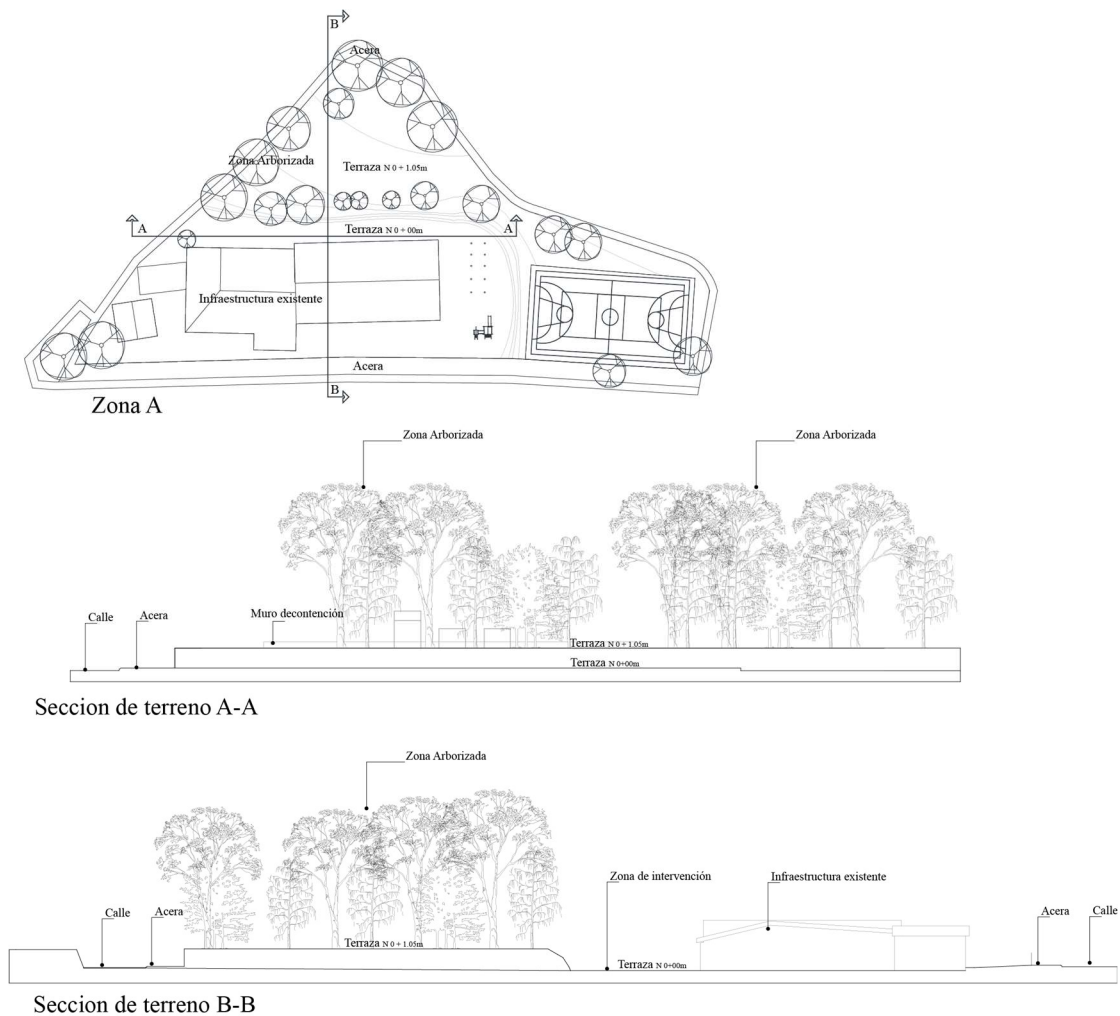 B
Acera
Zona Arborizada
Terraza N 0 + 1.05m
A
Terraza N 0 + 00m
A
Infraestructura existente
Acera
B
Zona A
Zona Arborizada
Zona Arborizada
Calle
Acera
Muro decontención
Terraza N 0 + 1.05m
Terraza N 0+00m
Seccion de terreno A-A
Zona Arborizada
Calle
Acera
Zona de intervención
Infraestructura existente
Acera
Calle
Terraza N 0 + 1.05m
Terraza N 0+00m
Seccion de terreno B-B